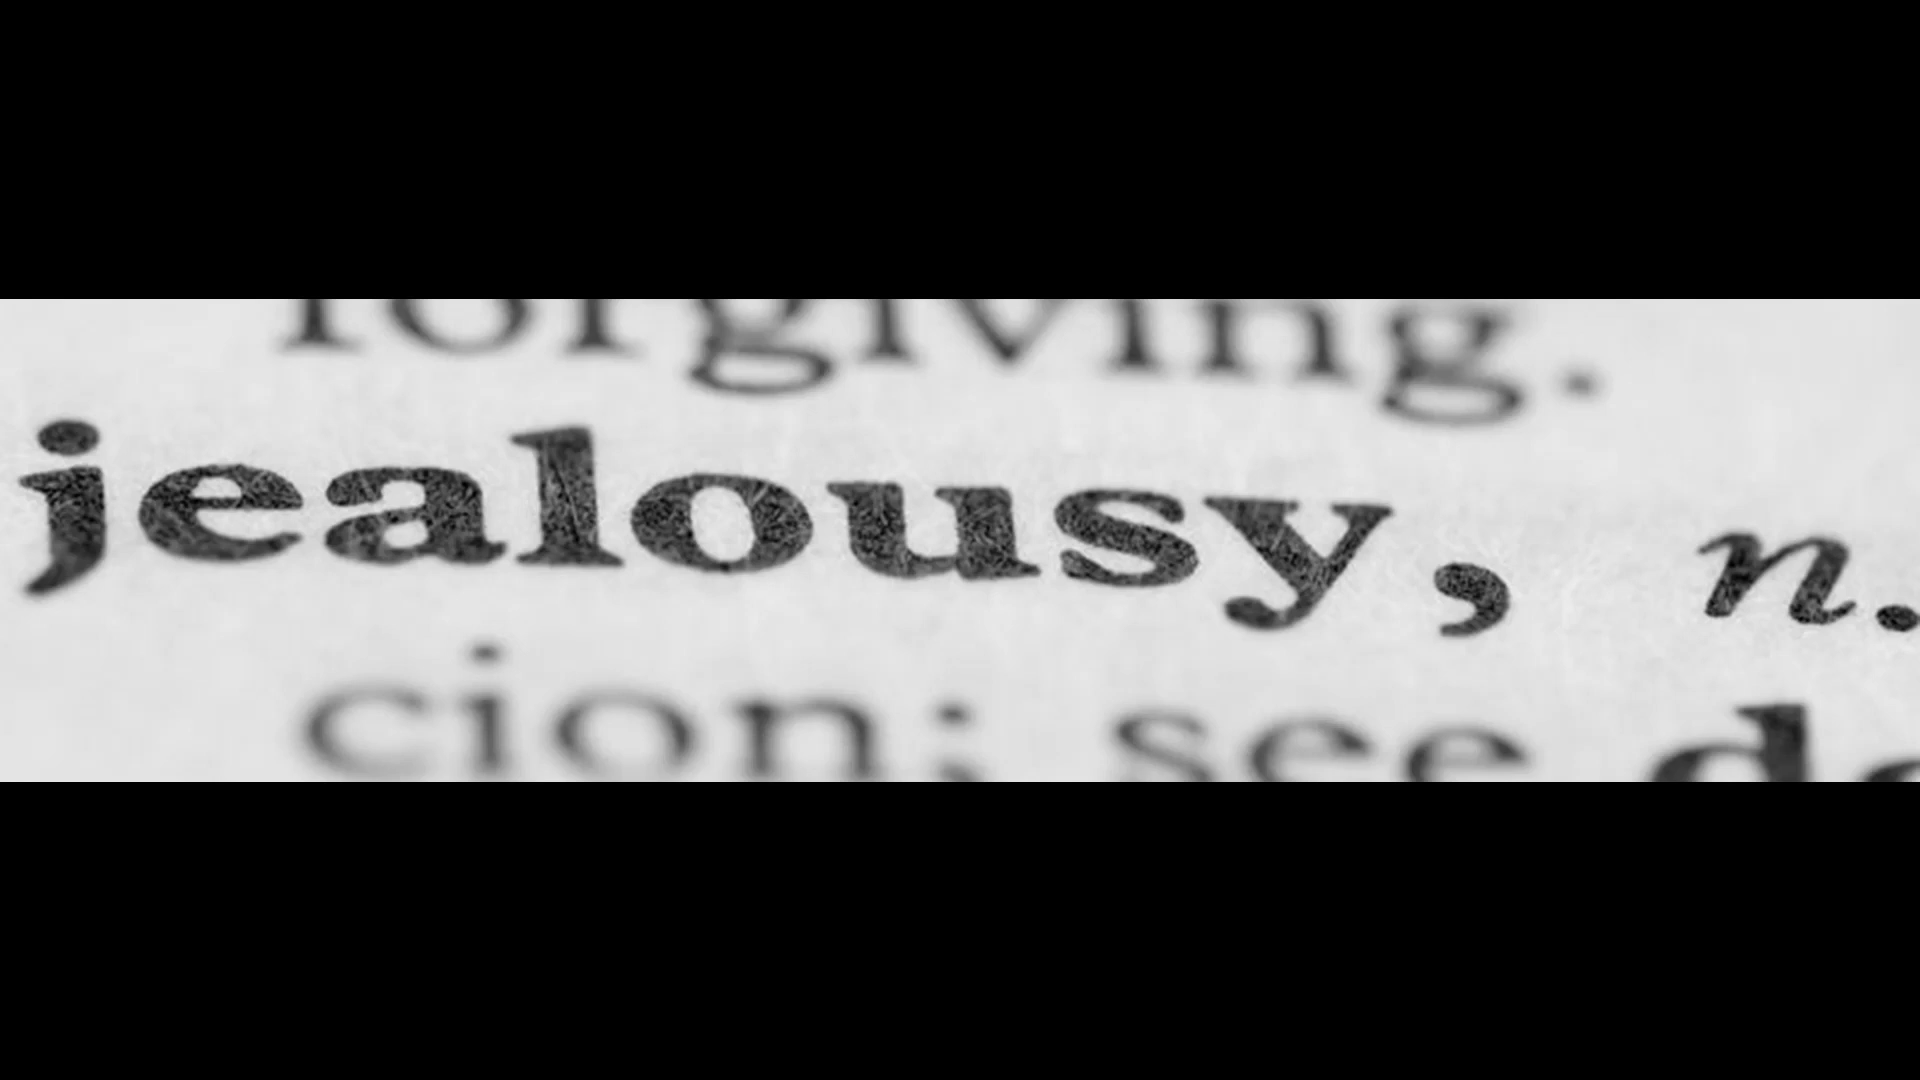 forgiving.
jealousy, n.
cion; see